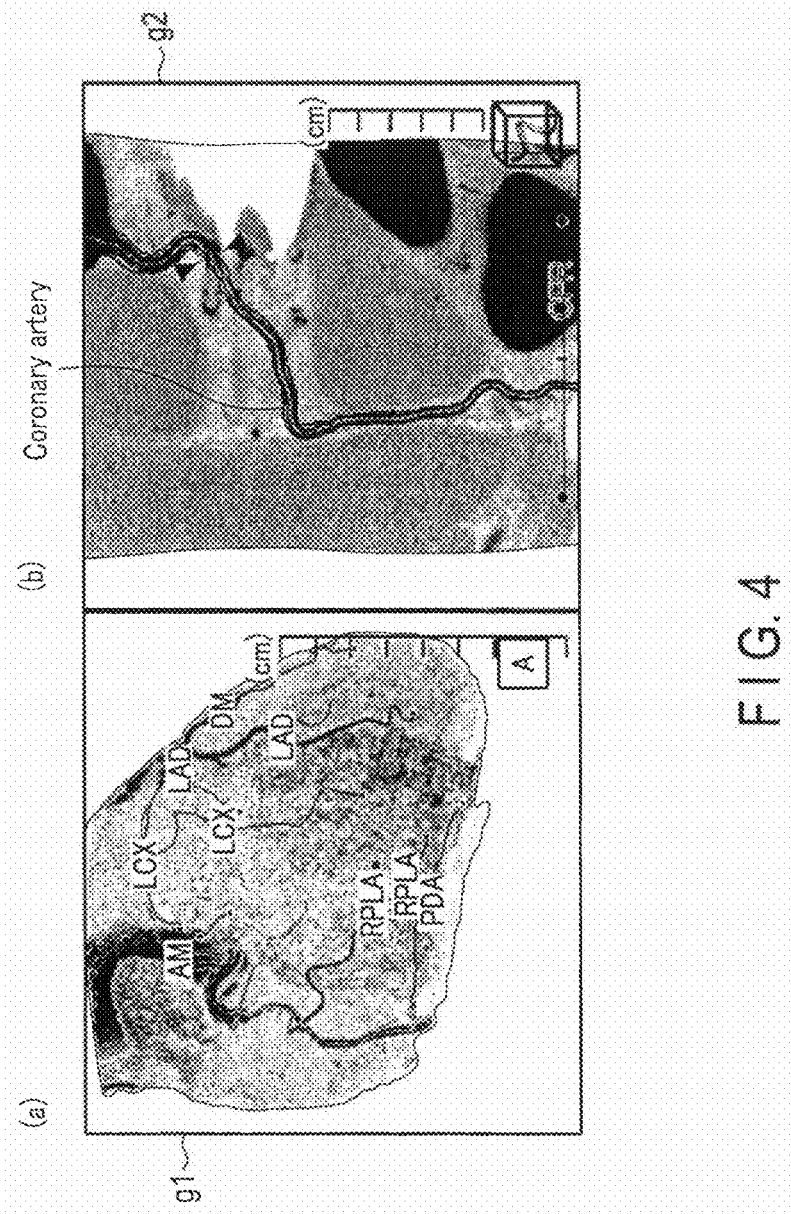 (a)
(b)
Coronary artery
g1
g2
LCX
LAD
DM
AM
LCX
LAD
(cm)
RPLA
RPLA
PDA
A
(cm)
FIG. 4